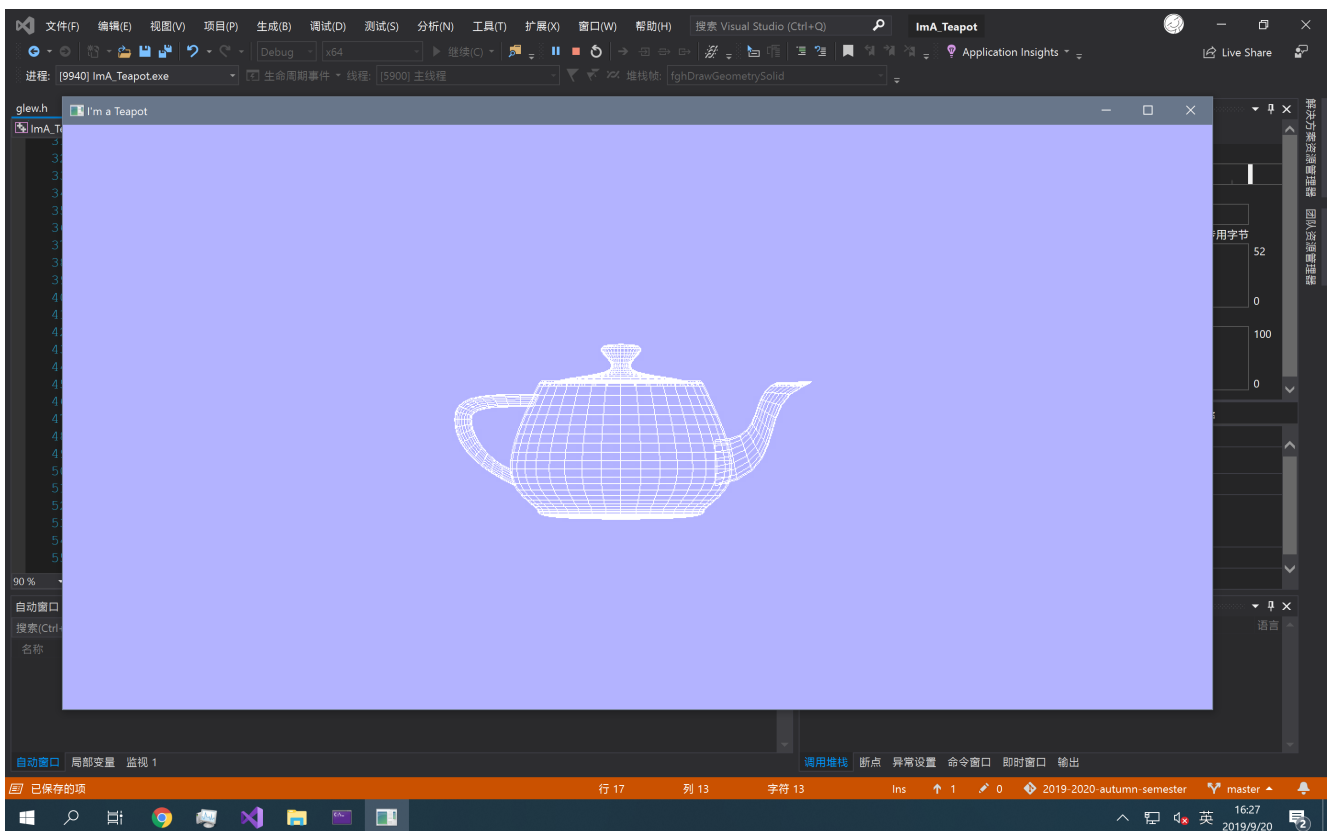 文件(F) 编辑(E) 视图(V) 项目(P) 生成(B) 调试(D) 测试(S) 分析(N) 工具(T) 扩展(X) 窗口(W) 帮助(H) 搜索 Visual Studio (Ctrl+Q) ImA_Teapot
Debug x64 继续(C) Application Insights Live Share
进程: [9940] ImA_Teapot.exe 生命周期事件 线程: [5900] 主线程 堆栈帧: fghDrawGeometrySolid
glew.h
I'm a Teapot
解决方案资源管理器
团队资源管理器
用字节
52
0
100
0
90 %
自动窗口
搜索(Ctrl+
语言
名称
自动窗口 局部变量 监视 1
调用堆栈 断点 异常设置 命令窗口 即时窗口 输出
已保存的项 行 17 列 13 字符 13 Ins 1 0 2019-2020-autumn-semester master
英 16:27
2019/9/20
2